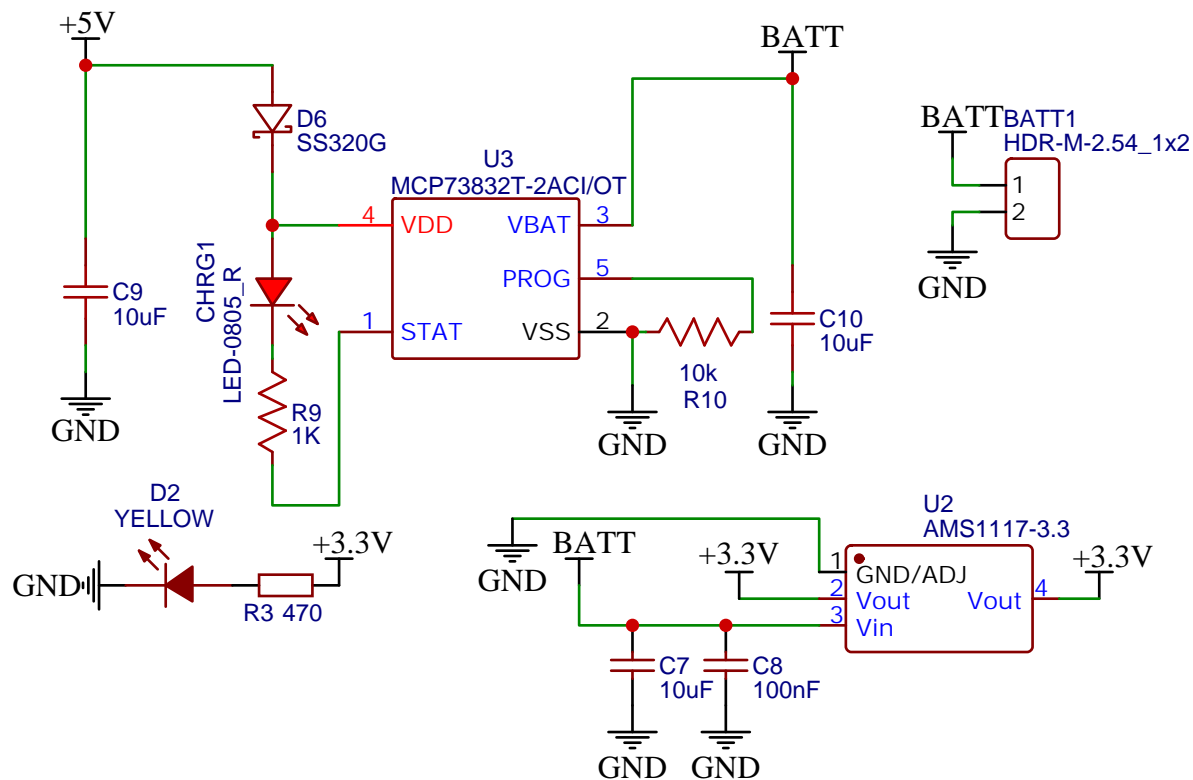 +5V
BATT
D6
SS320G
BATT
BATT1
HDR-M-2.54_1x2
1
2
GND
U3
MCP73832T-2ACI/OT
4
VDD
VBAT
3
PROG
5
1
STAT
VSS
2
CHRG1
LED-0805_R
C9
10uF
GND
R9
1K
10k
R10
GND
C10
10uF
GND
D2
YELLOW
GND
+3.3V
R3 470
U2
AMS1117-3.3
GND
BATT
+3.3V
1
GND/ADJ
2
Vout
Vout
4
+3.3V
3
Vin
C7
10uF
C8
100nF
GND
GND